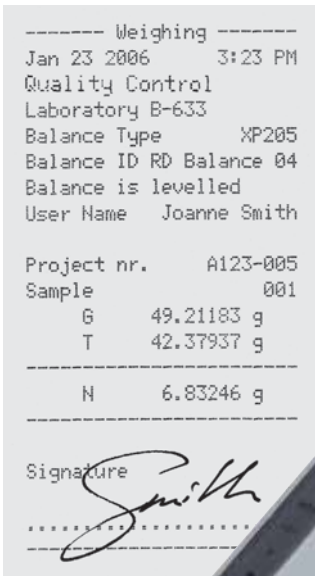 ------- Weighing -------
Jan 23 2006 3:23 PM
Quality Control
Laboratory B-633
Balance Type XP205
Balance ID RD Balance 04
Balance is levelled
User Name Joanne Smith
Project nr. A123-005
Sample 001
G 49.21183 g
T 42.37937 g
N 6.83246 g
Signature
Smith